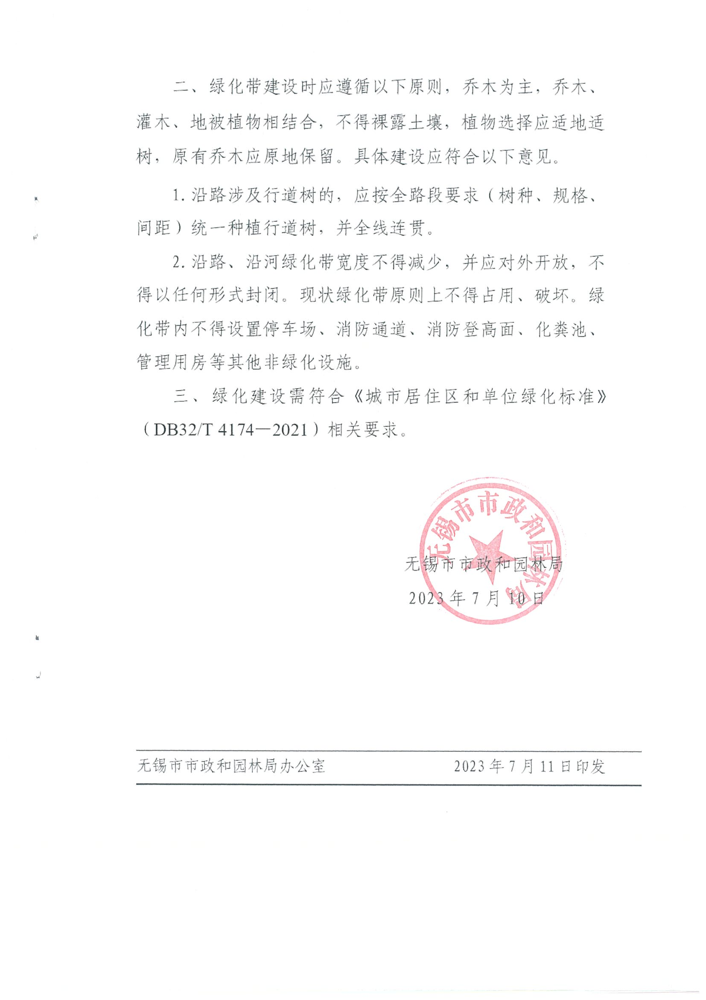 二、绿化带建设时应遵循以下原则，乔木为主，乔木、
灌木、地被植物相结合，不得裸露土壤，植物选择应适地适
树，原有乔木应原地保留。具体建设应符合以下意见。
1.沿路涉及行道树的，应按全路段要求（树种、规格、
间距）统一种植行道树，并全线连贯。
2.沿路、沿河绿化带宽度不得减少，并应对外开放，不
得以任何形式封闭。现状绿化带原则上不得占用、破坏。绿
化带内不得设置停车场、消防通道、消防登高面、化粪池、
管理用房等其他非绿化设施。
三、绿化建设需符合《城市居住区和单位绿化标准》
（DB32/T 4174—2021）相关要求。
无锡市市政和园林局
无锡市市政和园林局
2023年7月10日
无锡市市政和园林局办公室 2023年7月11日印发